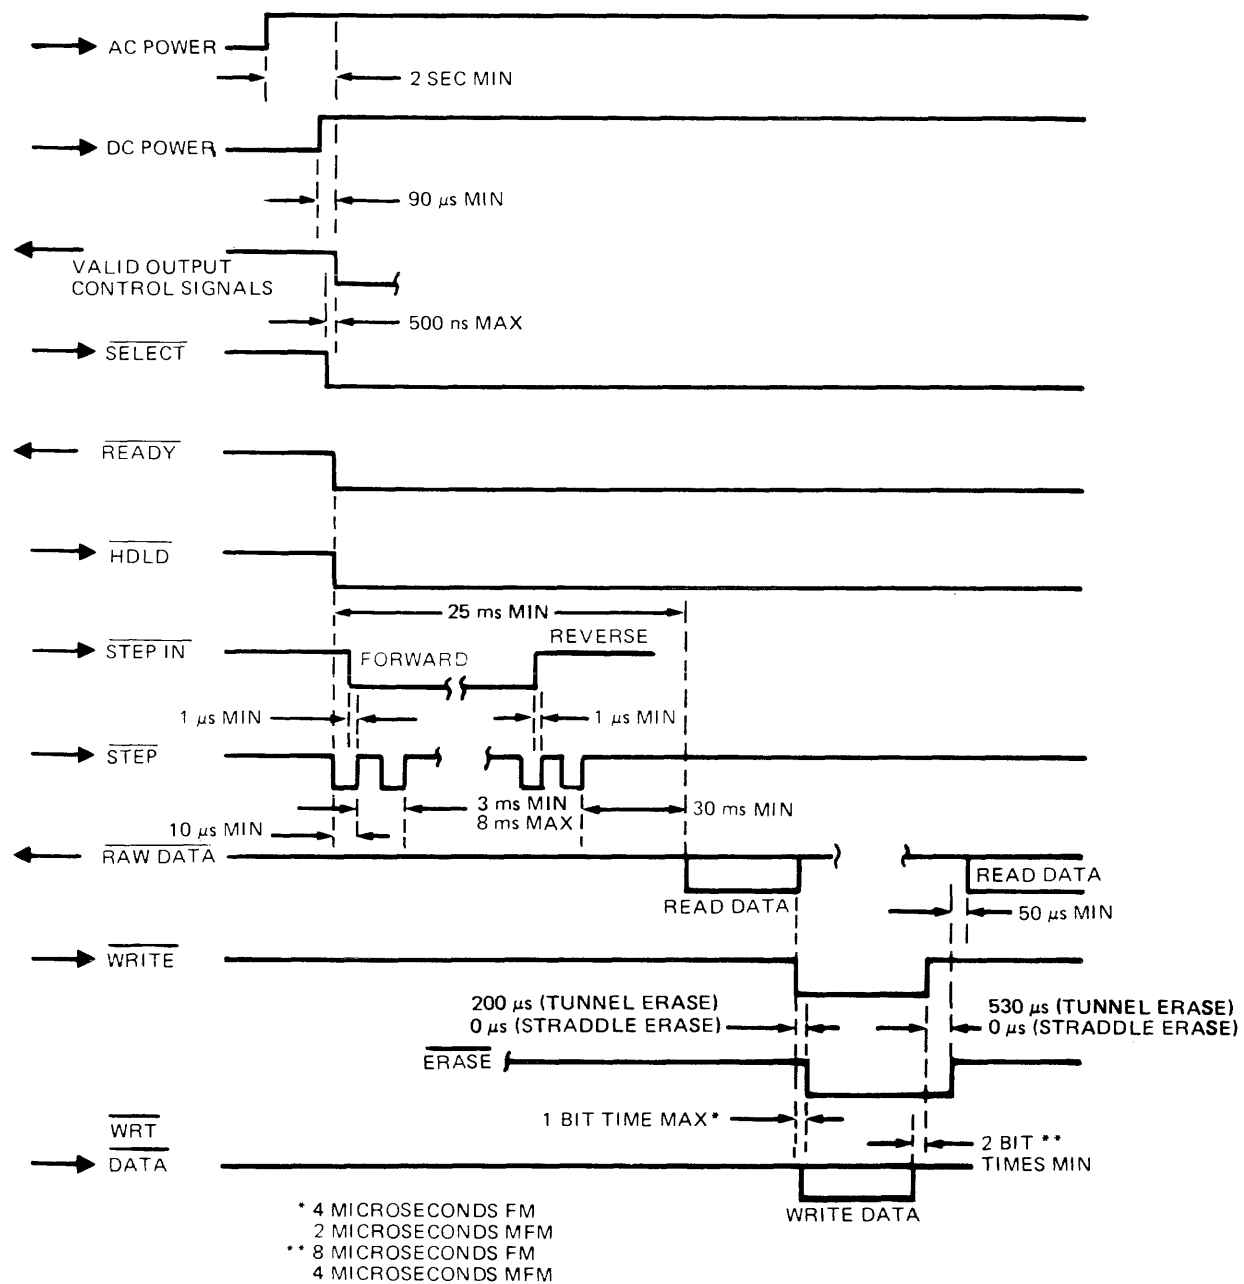 AC POWER
2 SEC MIN
DC POWER
90 µs MIN
VALID OUTPUT
CONTROL SIGNALS
500 ns MAX
SELECT
READY
HDLD
25 ms MIN
REVERSE
STEP IN
FORWARD
1 µs MIN
1 µs MIN
STEP
3 ms MIN
8 ms MAX
30 ms MIN
10 µs MIN
RAW DATA
READ DATA
READ DATA
50 µs MIN
WRITE
200 µs (TUNNEL ERASE)
0 µs (STRADDLE ERASE)
530 µs (TUNNEL ERASE)
0 µs (STRADDLE ERASE)
ERASE
1 BIT TIME MAX*
WRT
DATA
2 BIT **
TIMES MIN
WRITE DATA
* 4 MICROSECONDS FM
2 MICROSECONDS MFM
** 8 MICROSECONDS FM
4 MICROSECONDS MFM